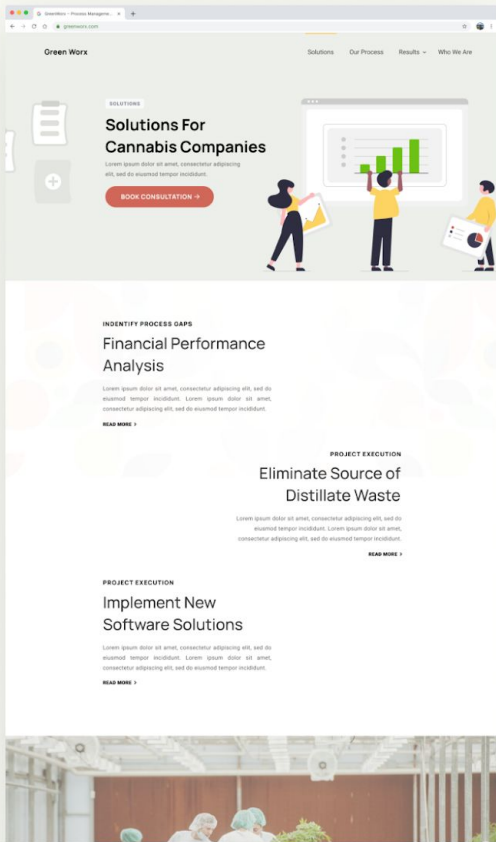 GreenWorx – Process Manageme...
greenworx.com
Green Worx
Solutions Our Process Results Who We Are
SOLUTIONS
Solutions For
Cannabis Companies
Lorem ipsum dolor sit amet, consectetur adipiscing
elit, sed do eiusmod tempor incididunt.
BOOK CONSULTATION →
INDENTIFY PROCESS GAPS
Financial Performance
Analysis
Lorem ipsum dolor sit amet, consectetur adipiscing elit, sed do
eiusmod tempor incididunt. Lorem ipsum dolor sit amet,
consectetur adipiscing elit, sed do eiusmod tempor incididunt.
READ MORE >
PROJECT EXECUTION
Eliminate Source of
Distillate Waste
Lorem ipsum dolor sit amet, consectetur adipiscing elit, sed do
eiusmod tempor incididunt. Lorem ipsum dolor sit amet,
consectetur adipiscing elit, sed do eiusmod tempor incididunt.
READ MORE >
PROJECT EXECUTION
Implement New
Software Solutions
Lorem ipsum dolor sit amet, consectetur adipiscing elit, sed do
eiusmod tempor incididunt. Lorem ipsum dolor sit amet,
consectetur adipiscing elit, sed do eiusmod tempor incididunt.
READ MORE >